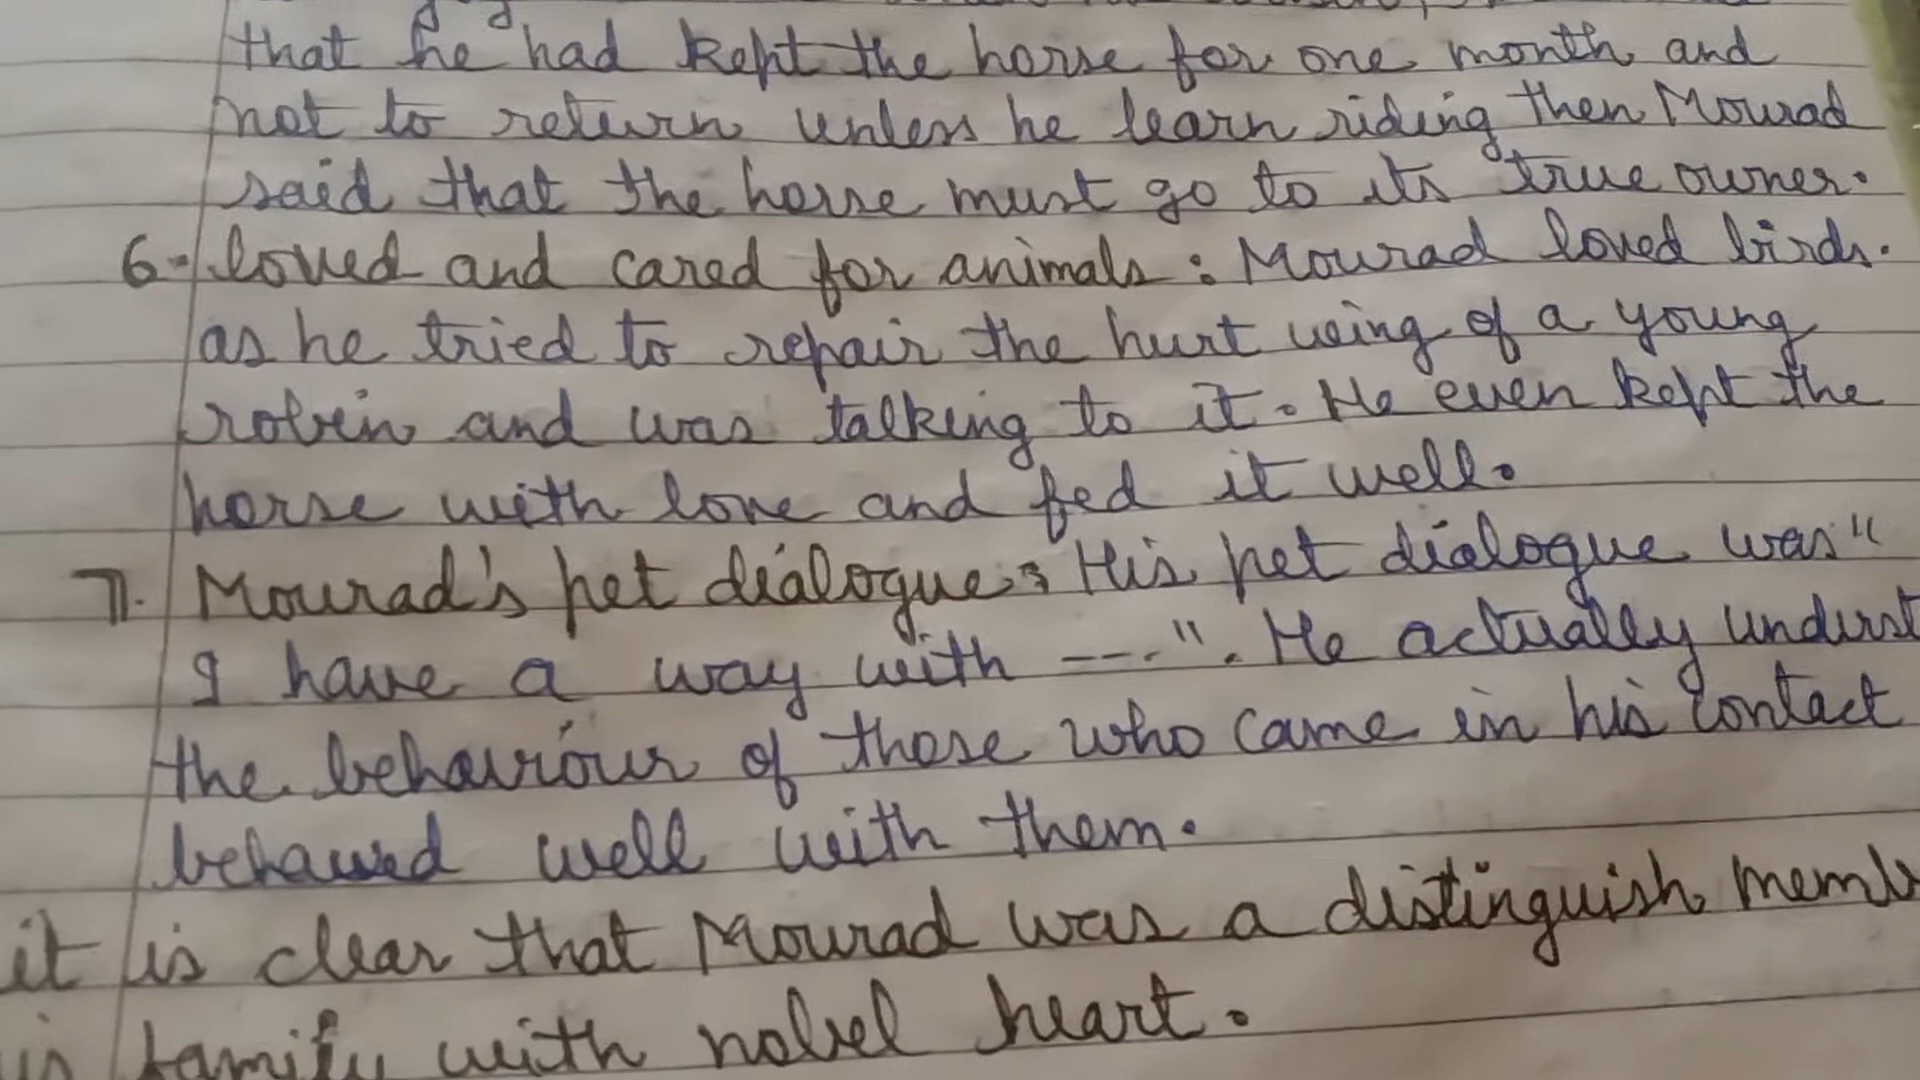 that he had kept the horse for one month and
not to return unless he learn riding then Mourad
said that the horse must go to its true owner.
6- loved and cared for animals : Mourad loved birds.
as he tried to repair the hurt wing of a young
robin and was talking to it. He even kept the
horse with love and fed it well.
7. Mourad's pet dialogue: His pet dialogue was "
I have a way with ---.". He actually underst
the behaviour of those who came in his contact
behaved well with them.
it is clear that Mourad was a distinguish memb
family with nobel heart.